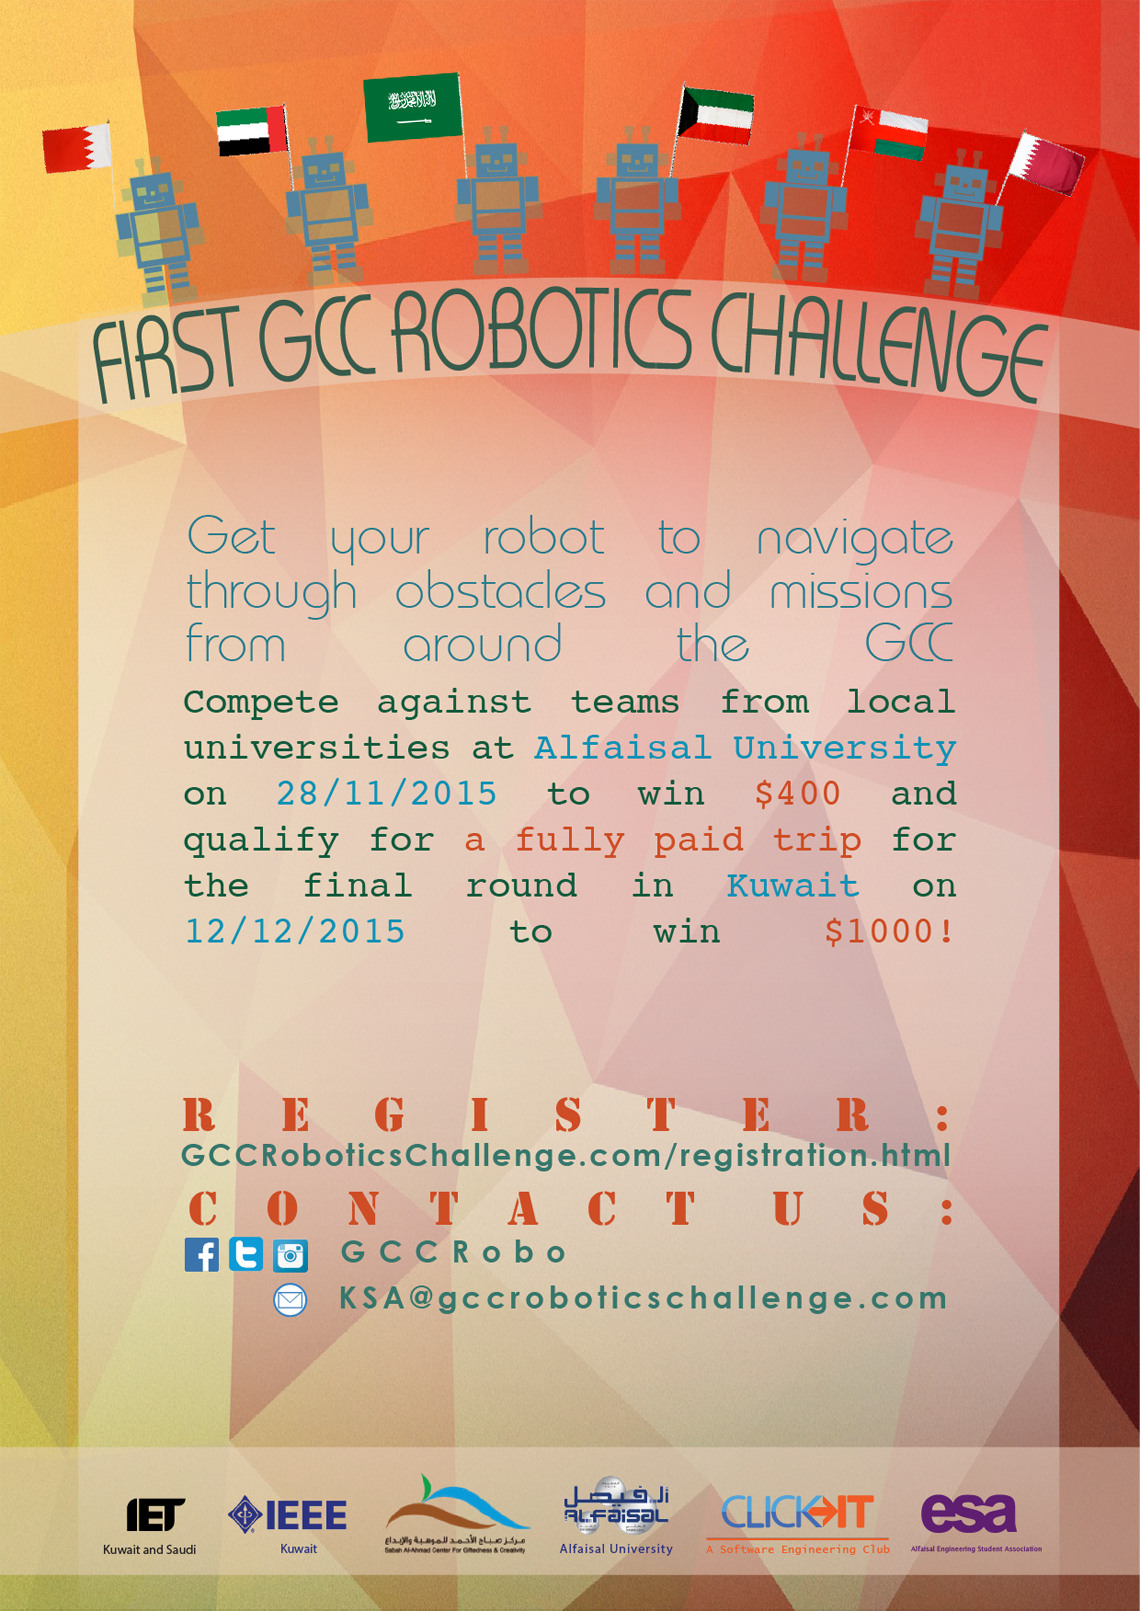 FIRST GCC ROBOTICS CHALLENGE
Get your robot to navigate
through obstacles and missions
from around the GCC
Compete against teams from local
universities at Alfaisal University
on 28/11/2015 to win $400 and
qualify for a fully paid trip for
the final round in Kuwait on
12/12/2015 to win $1000!
REGISTER:
GCCRoboticsChallenge.com/registration.html
CONTACT US:
GCCRobo
KSA@gccroboticschallenge.com
IET
Kuwait and Saudi
IEEE
Kuwait
مركز صباح الأحمد للموهبة والإبداع
Sabah Al-Ahmad Center For Giftedness & Creativity
الفيصل
ALFAISAL
Alfaisal University
CLICK IT
A Software Engineering Club
esa
Alfaisal Engineering Student Association